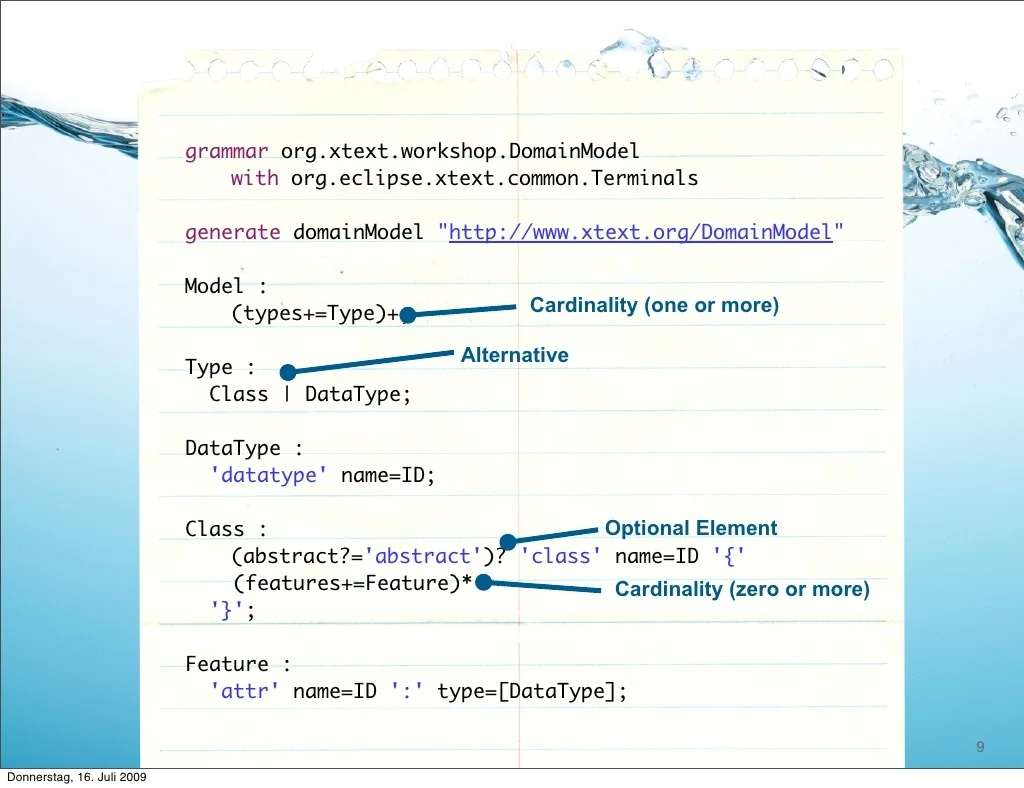 grammar org.xtext.workshop.DomainModel
with org.eclipse.xtext.common.Terminals
generate domainModel "http://www.xtext.org/DomainModel"
Model :
(types+=Type)+
Cardinality (one or more)
Alternative
Type :
Class | DataType;
DataType :
'datatype' name=ID;
Class :
Optional Element
(abstract?='abstract')? 'class' name=ID '{'
(features+=Feature)*
Cardinality (zero or more)
'}';
Feature :
'attr' name=ID ':' type=[DataType];
9
Donnerstag, 16. Juli 2009